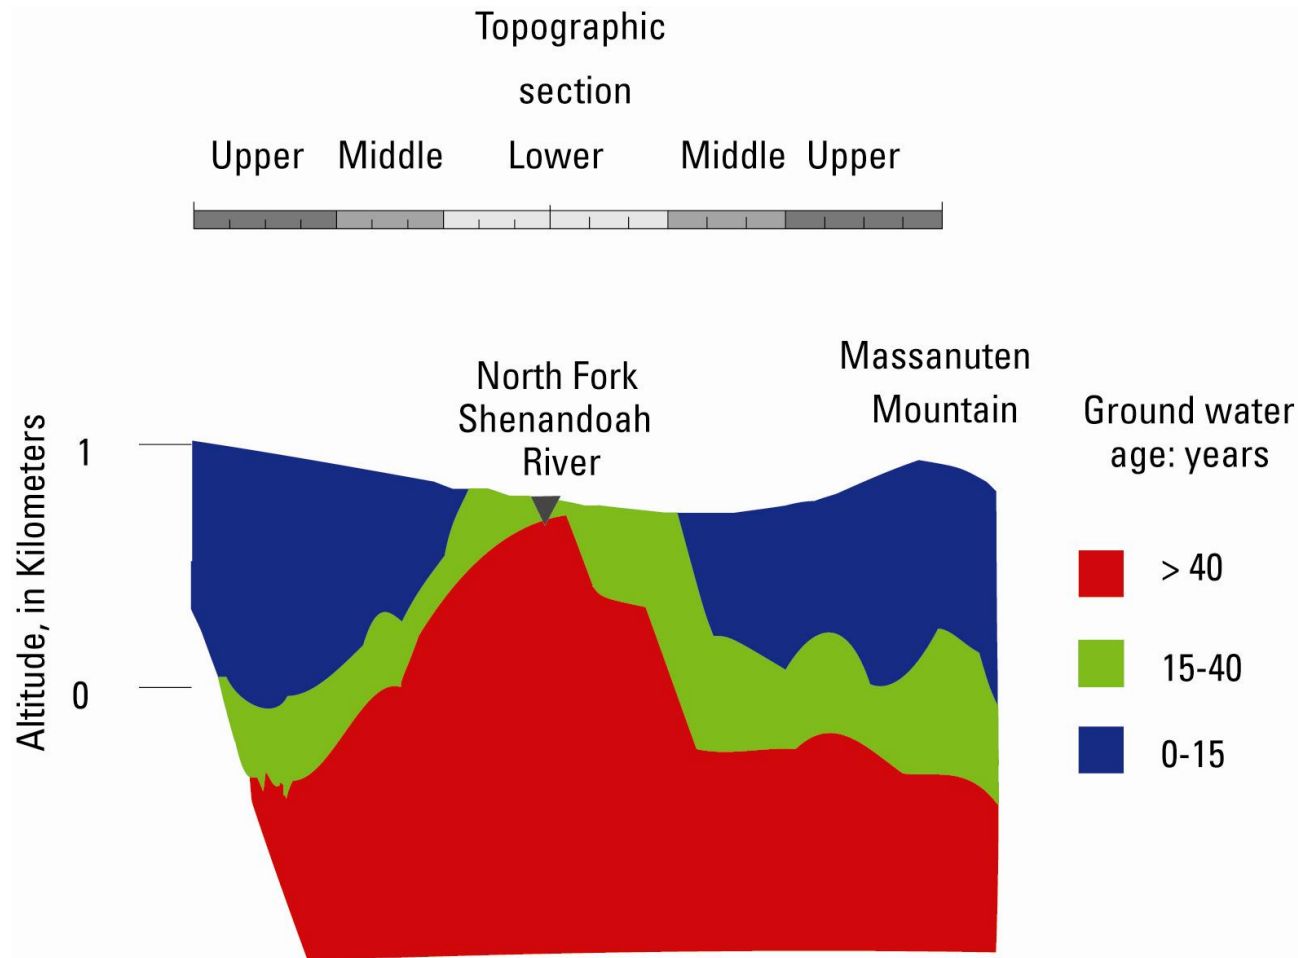 Topographic
section
Upper Middle Lower Middle Upper
Massanuten
Mountain
North Fork
Shenandoah
River
Ground water
age: years
Altitude, in Kilometers
1
0
> 40
15-40
0-15